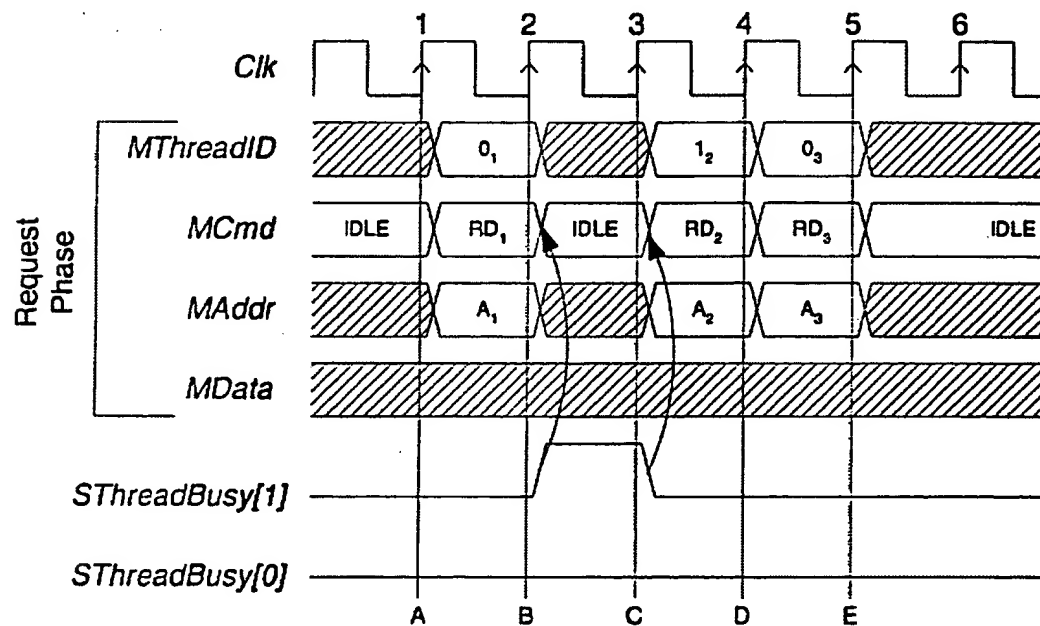 1 2 3 4 5 6
Clk
MThreadID 0₁ 1₂ 0₃
MCmd IDLE RD₁ IDLE RD₂ RD₃ IDLE
MAddr A₁ A₂ A₃
MData
Request
Phase
SThreadBusy[1]
SThreadBusy[0]
A B C D E